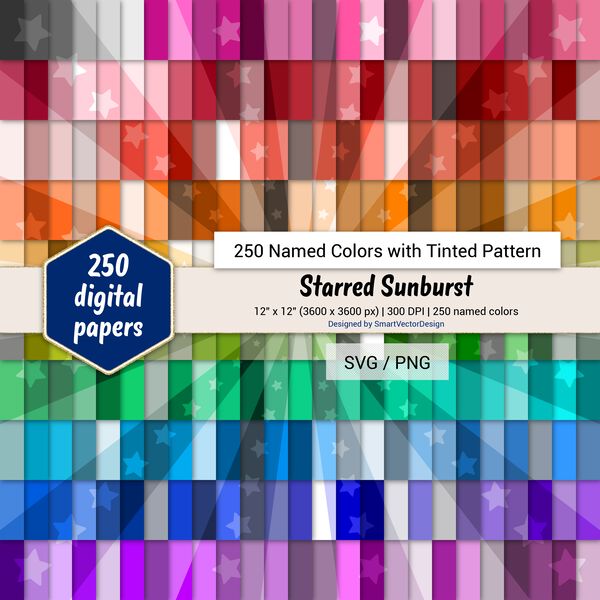 250 Named Colors with Tinted Pattern
250
digital
papers
Starred Sunburst
12" x 12" (3600 x 3600 px) | 300 DPI | 250 named colors
Designed by SmartVectorDesign
SVG / PNG